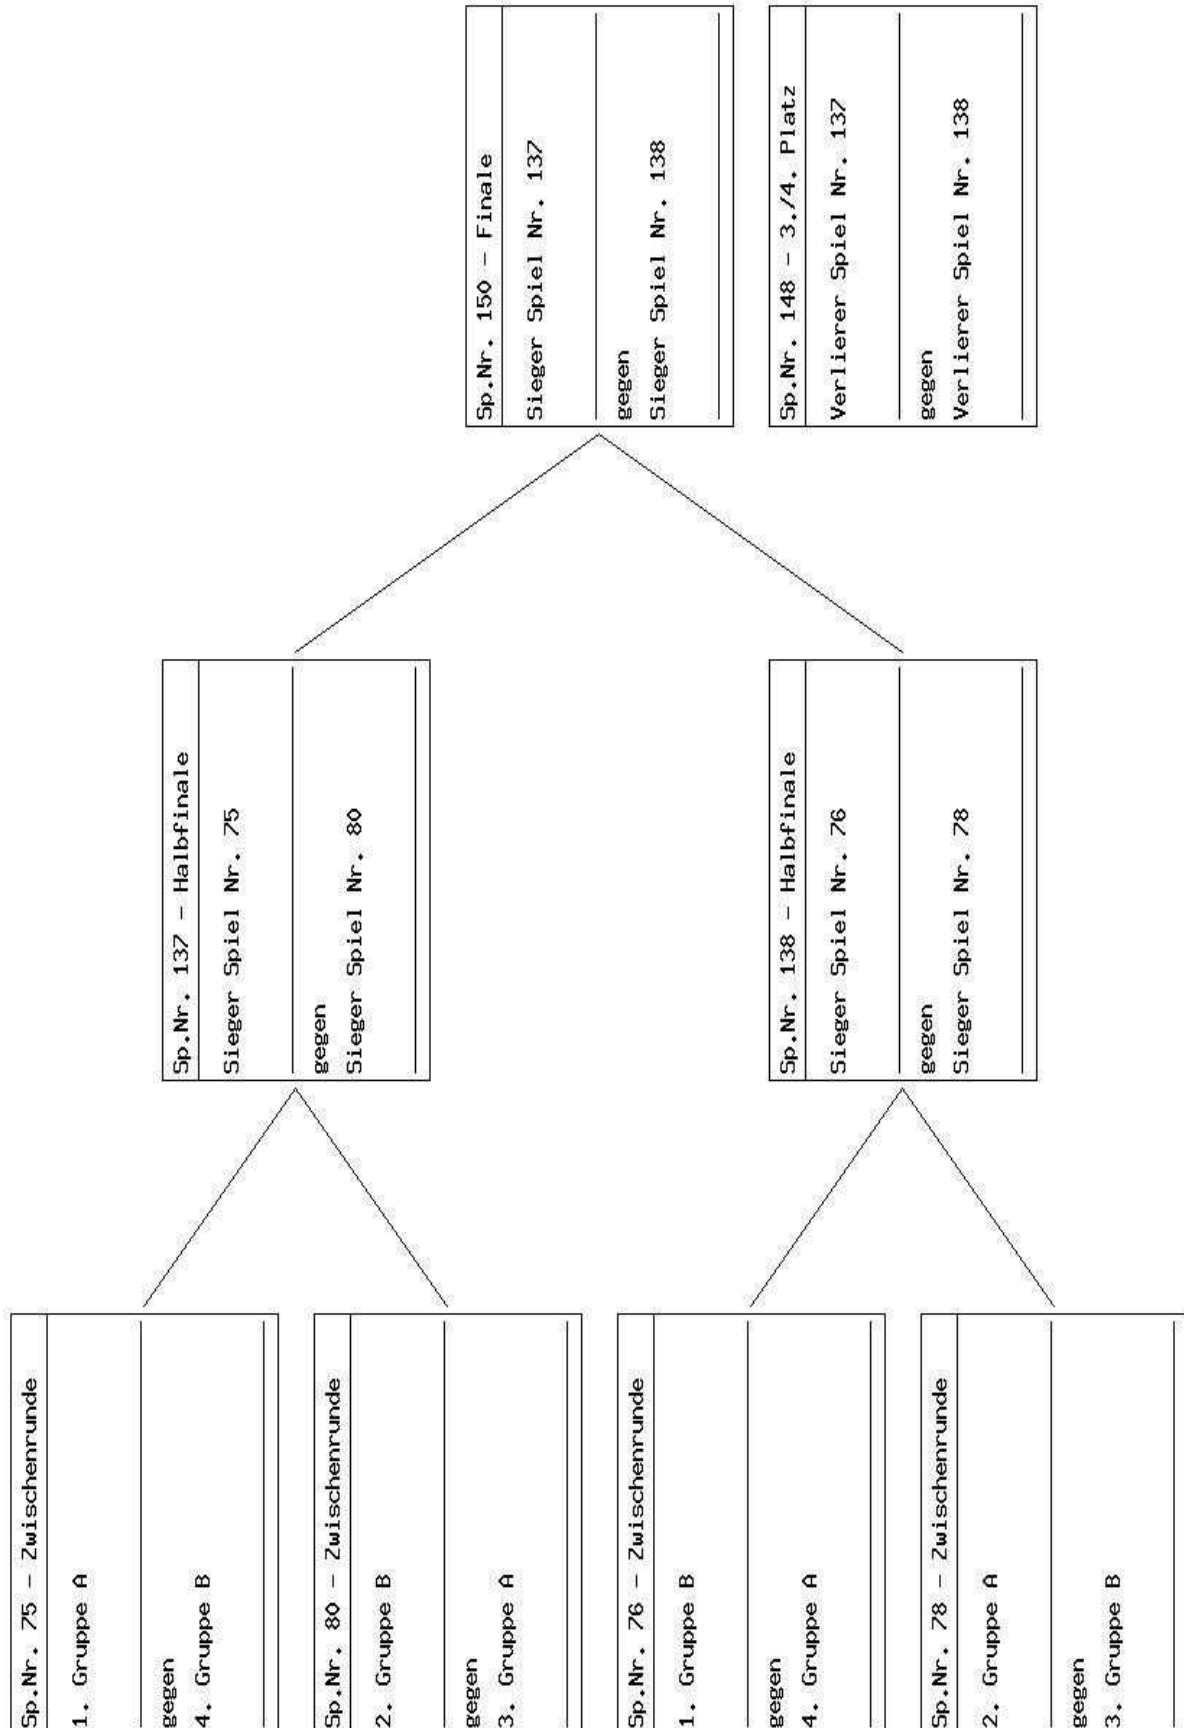 Sp.Nr. 75 - Zwischenrunde
1. Gruppe A
gegen
4. Gruppe B
Sp.Nr. 80 - Zwischenrunde
2. Gruppe B
gegen
3. Gruppe A
Sp.Nr. 76 - Zwischenrunde
1. Gruppe B
gegen
4. Gruppe A
Sp.Nr. 78 - Zwischenrunde
2. Gruppe A
gegen
3. Gruppe B
Sp.Nr. 137 - Halbfinale
Sieger Spiel Nr. 75
gegen
Sieger Spiel Nr. 80
Sp.Nr. 138 - Halbfinale
Sieger Spiel Nr. 76
gegen
Sieger Spiel Nr. 78
Sp.Nr. 150 - Finale
Sieger Spiel Nr. 137
gegen
Sieger Spiel Nr. 138
Sp.Nr. 148 - 3./4. Platz
Verlierer Spiel Nr. 137
gegen
Verlierer Spiel Nr. 138